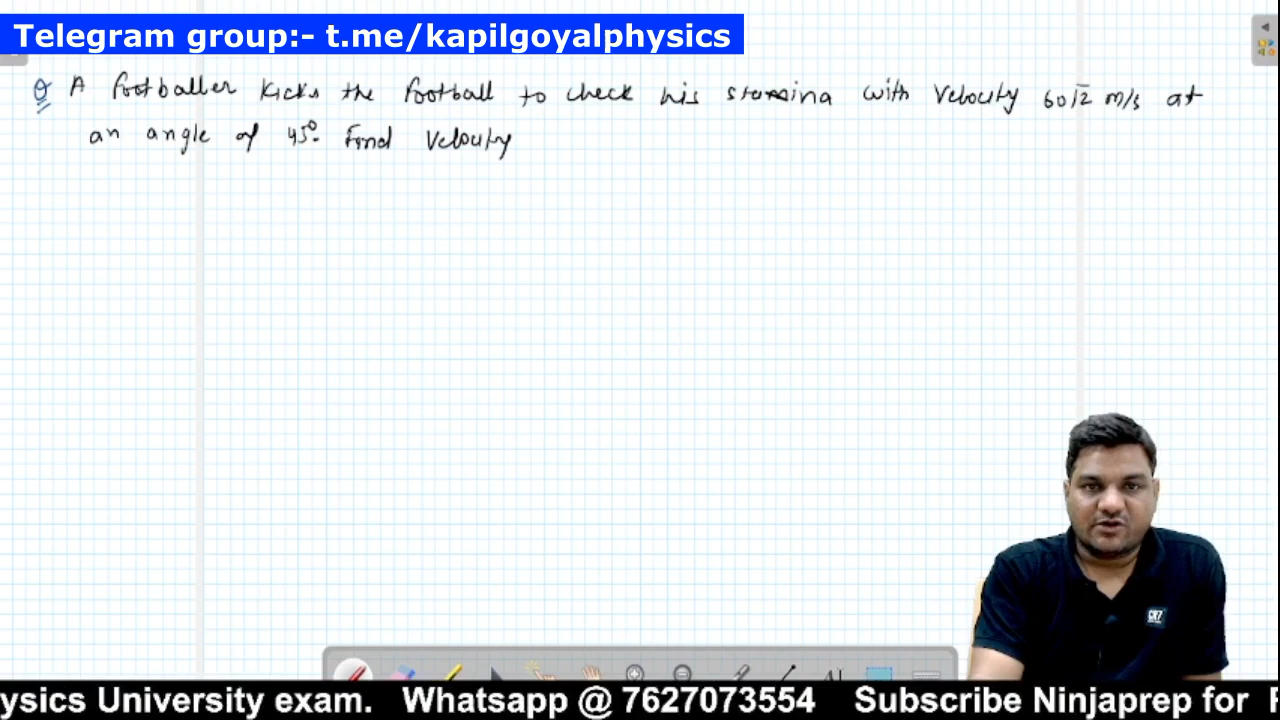 Telegram group:- t.me/kapilgoyalphysics
Q A footballer kicks the football to check his stamina with velocity 60√2 m/s at
an angle of 45°. Find velocity
CR7
ysics University exam. Whatsapp @ 7627073554 Subscribe Ninjaprep for